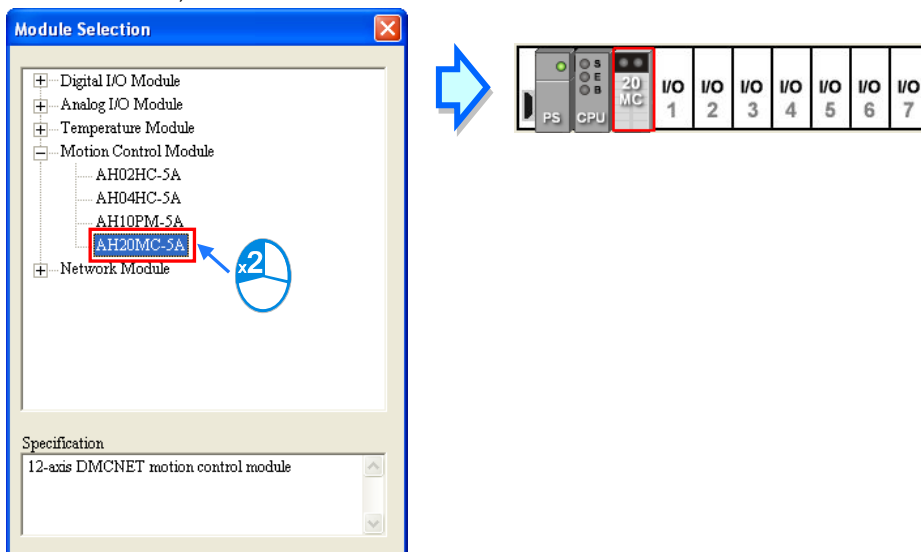 Module Selection
Digital I/O Module
Analog I/O Module
Temperature Module
Motion Control Module
AH02HC-5A
AH04HC-5A
AH10PM-5A
AH20MC-5A
Network Module
x2
Specification
12-axis DMCNET motion control module
PS
CPU
S
E
B
20
MC
I/O I/O I/O I/O I/O I/O I/O
1 2 3 4 5 6 7